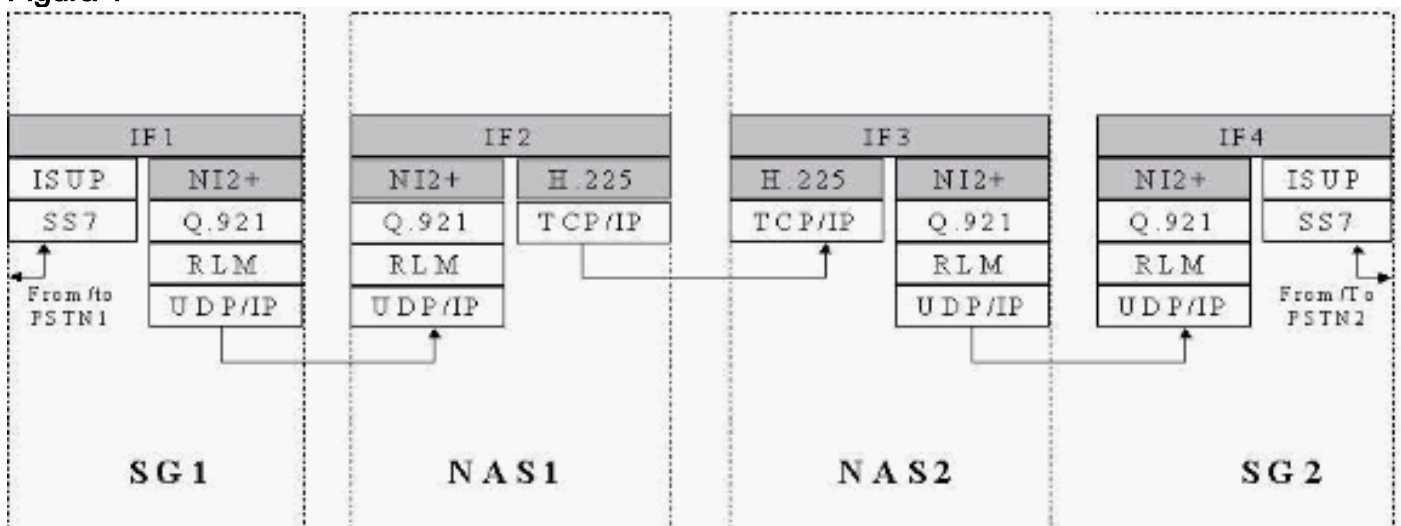 IF1
ISUP NI2+
SS7 Q.921
RLM
From/to
PSTN1
UDP/IP
IF2
NI2+ H.225
Q.921 TCP/IP
RLM
UDP/IP
IF3
H.225 NI2+
TCP/IP Q.921
RLM
UDP/IP
IF4
NI2+ ISUP
Q.921 SS7
RLM
UDP/IP
From/To
PSTN2
SG1
NAS1
NAS2
SG2